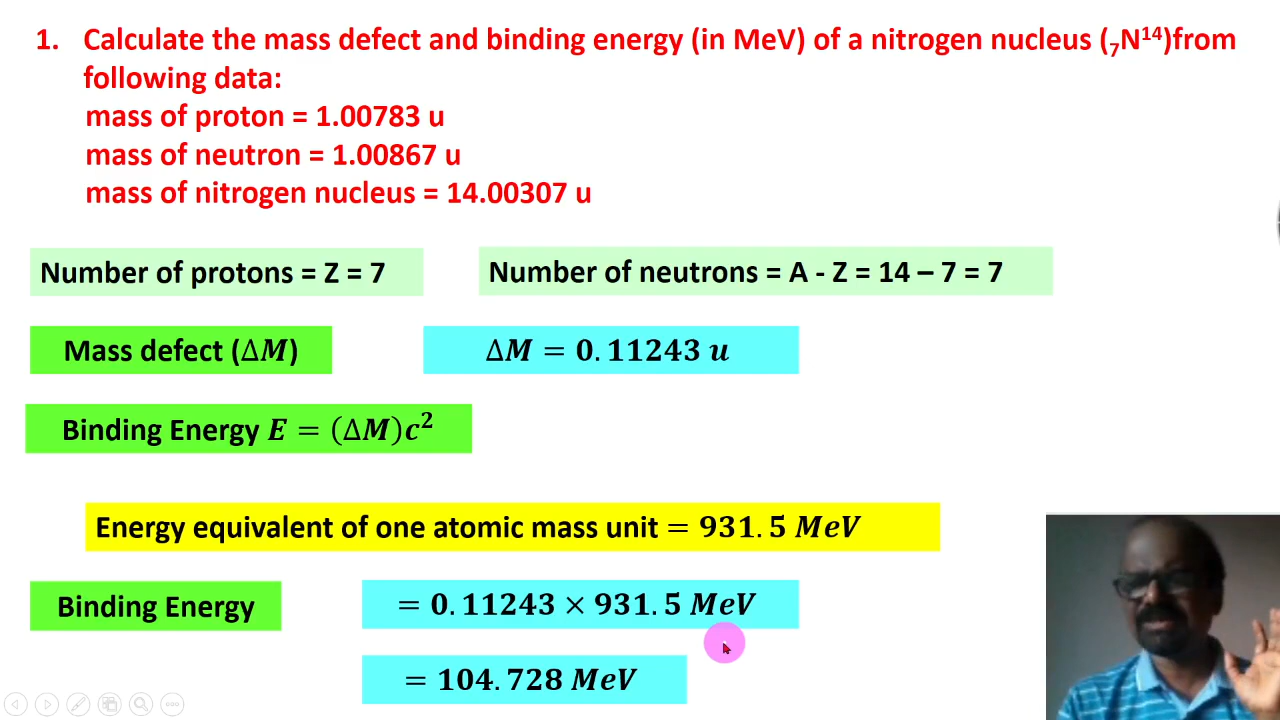 1. Calculate the mass defect and binding energy (in MeV) of a nitrogen nucleus (₇N¹⁴)from
following data:
mass of proton = 1.00783 u
mass of neutron = 1.00867 u
mass of nitrogen nucleus = 14.00307 u
Number of protons = Z = 7
Number of neutrons = A - Z = 14 – 7 = 7
Mass defect (ΔM)
ΔM = 0.11243 u
Binding Energy E = (ΔM)c²
Energy equivalent of one atomic mass unit = 931.5 MeV
Binding Energy
= 0.11243 × 931.5 MeV
= 104.728 MeV